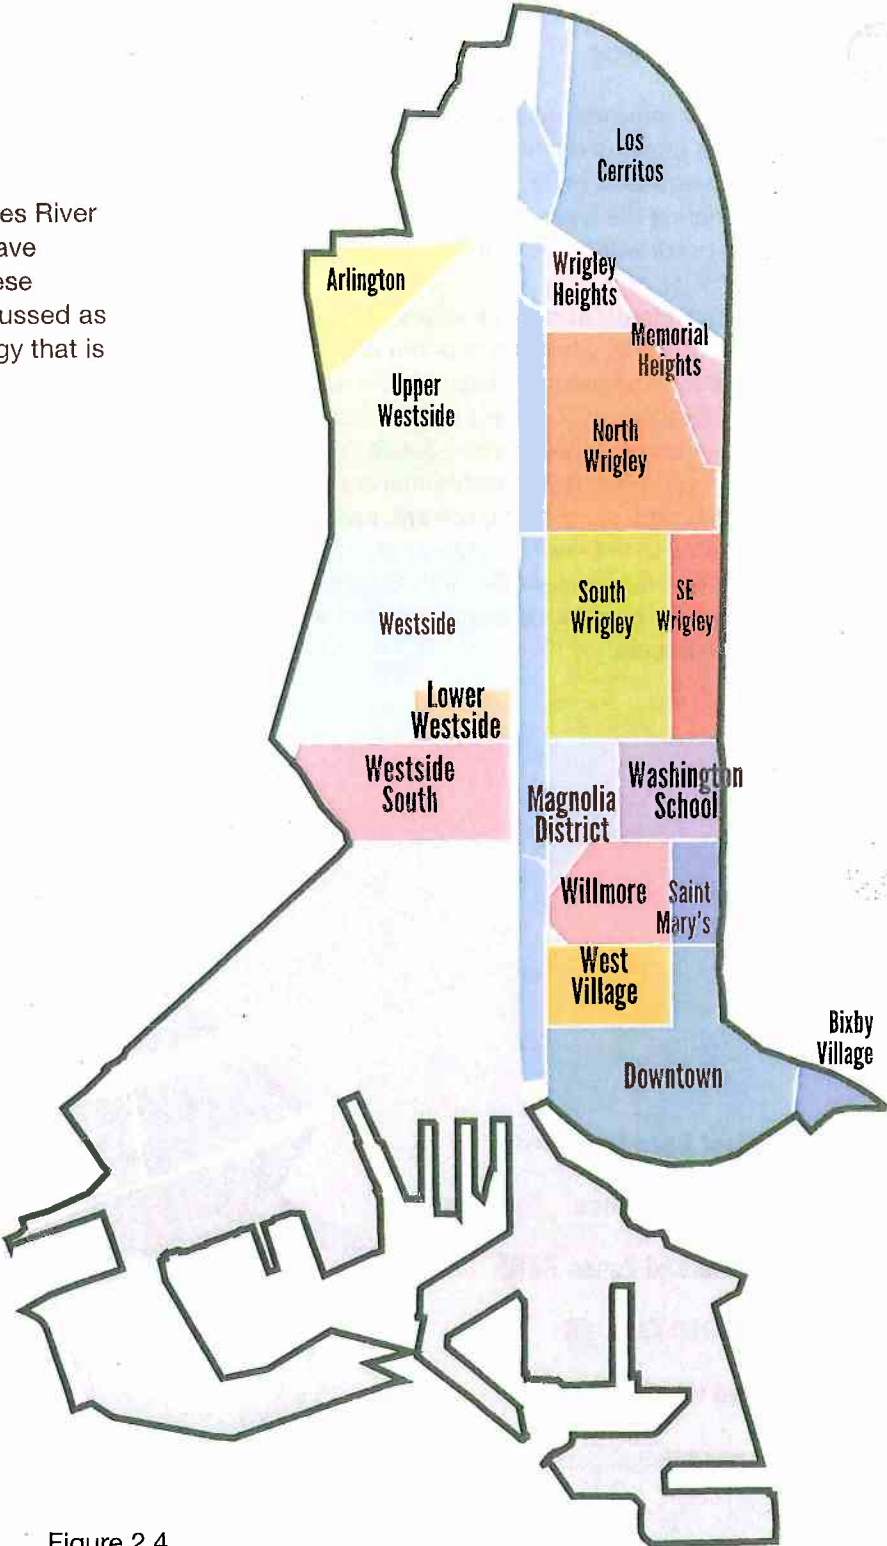 es River
ave
ese
ussed as
gy that is
Los
Cerritos
Arlington
Wrigley
Heights
Memorial
Heights
Upper
Westside
North
Wrigley
South
Wrigley
SE
Wrigley
Westside
Lower
Westside
Westside
South
Magnolia
District
Washington
School
Willmore
Saint
Mary's
West
Village
Bixby
Village
Downtown
Figure 2.4